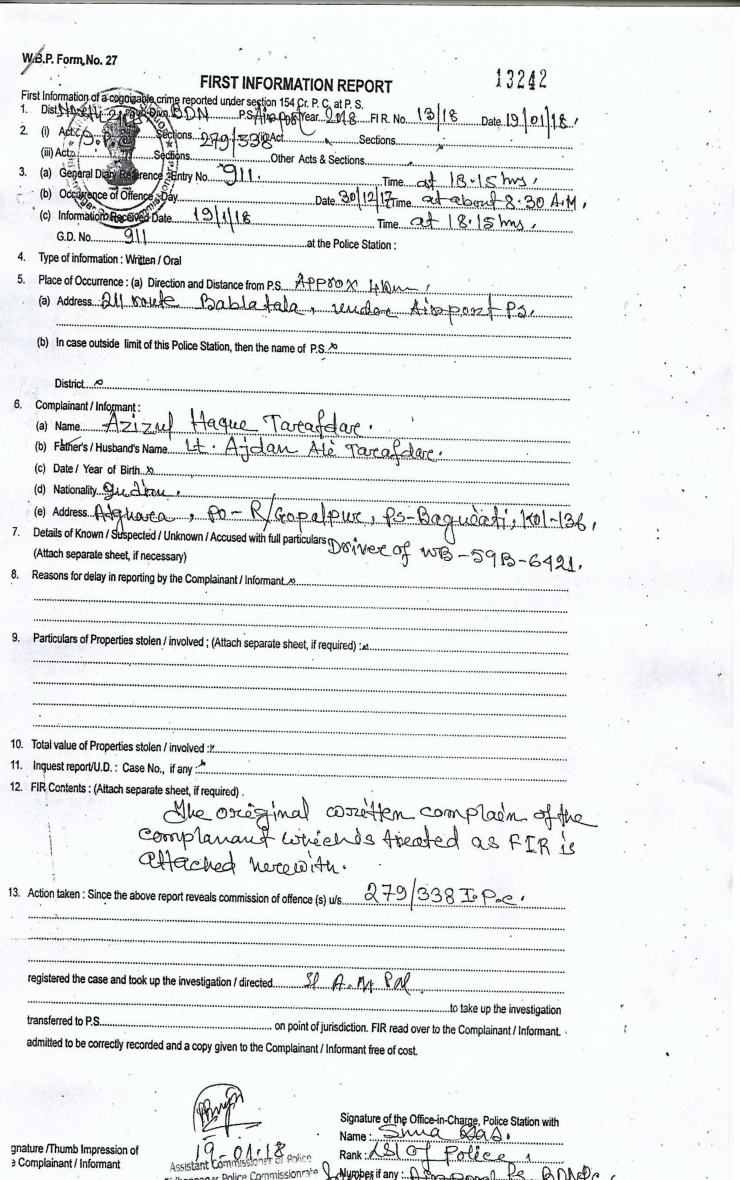 W.B.P. Form, No. 27
FIRST INFORMATION REPORT
13242
First Information of a cognizable crime reported under section 154 Cr. P. C. at P. S.
1. Dist. BDN P.S. Airport Year 2018 FIR. No 13/18 Date 19/01/18.
2. (i) Act Sections 279/338 Act Sections
(iii) Act Sections Other Acts & Sections
3. (a) General Diary Reference : Entry No. 911. Time at 18.15 hrs,
(b) Occurrence of Offence : Day Date 30/12/17 Time at about 8.30 A.M,
(c) Information Received Date 19/1/18 Time at 18.15 hrs,
G.D. No. 911 at the Police Station :
4. Type of information : Written / Oral
5. Place of Occurrence : (a) Direction and Distance from P.S. Approx 4km
(a) Address 211 route Bablatala, under Airport PS.
(b) In case outside limit of this Police Station, then the name of P.S. x
District x
6. Complainant / Informant :
(a) Name Azizul Haque Tarafdar.
(b) Father's / Husband's Name Lt. Ajdan Ali Tarafdar.
(c) Date / Year of Birth x
(d) Nationality Indian.
(e) Address Atghara, PO- R/Gopalpur, PS-Baguiati, Kol-136,
7. Details of Known / Suspected / Unknown / Accused with full particulars Driver of WB-59B-6421.
(Attach separate sheet, if necessary)
8. Reasons for delay in reporting by the Complainant / Informant x
9. Particulars of Properties stolen / involved ; (Attach separate sheet, if required) : x
10. Total value of Properties stolen / involved : x
11. Inquest report/U.D. : Case No., if any : x
12. FIR Contents : (Attach separate sheet, if required) .
The original written complain of the
complanant which is treated as FIR is
attached herewith.
13. Action taken : Since the above report reveals commission of offence (s) u/s. 279/338 I.P.C.
registered the case and took up the investigation / directed SI A.M Pal
to take up the investigation
transferred to P.S. on point of jurisdiction. FIR read over to the Complainant / Informant.
admitted to be correctly recorded and a copy given to the Complainant / Informant free of cost.
19-01-18
Assistant Commissioner of Police
Police Commissionrate
gnature /Thumb Impression of
e Complainant / Informant
Signature of the Office-in-Charge, Police Station with
Name : Das.
Rank : SI of Police,
Number if any : Airport Ps. BDNPc